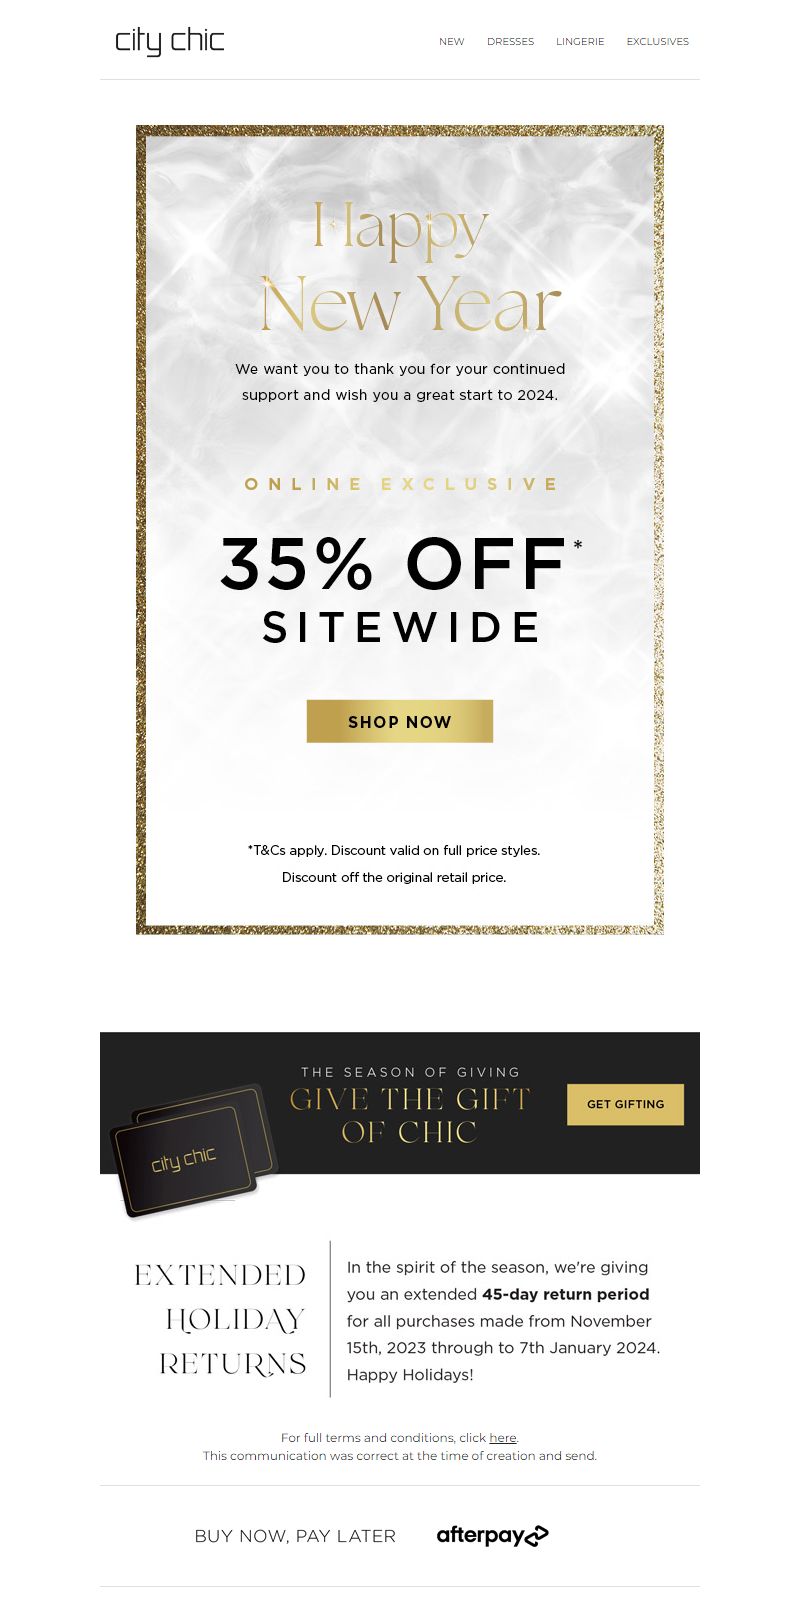 city chic
NEW DRESSES LINGERIE EXCLUSIVES
Happy
New Year
We want you to thank you for your continued
support and wish you a great start to 2024.
ONLINE EXCLUSIVE
35% OFF*
SITEWIDE
SHOP NOW
*T&Cs apply. Discount valid on full price styles.
Discount off the original retail price.
THE SEASON OF GIVING
GIVE THE GIFT
OF CHIC
GET GIFTING
city chic
EXTENDED
HOLIDAY
RETURNS
In the spirit of the season, we're giving
you an extended 45-day return period
for all purchases made from November
15th, 2023 through to 7th January 2024.
Happy Holidays!
For full terms and conditions, click here.
This communication was correct at the time of creation and send.
BUY NOW, PAY LATER afterpay